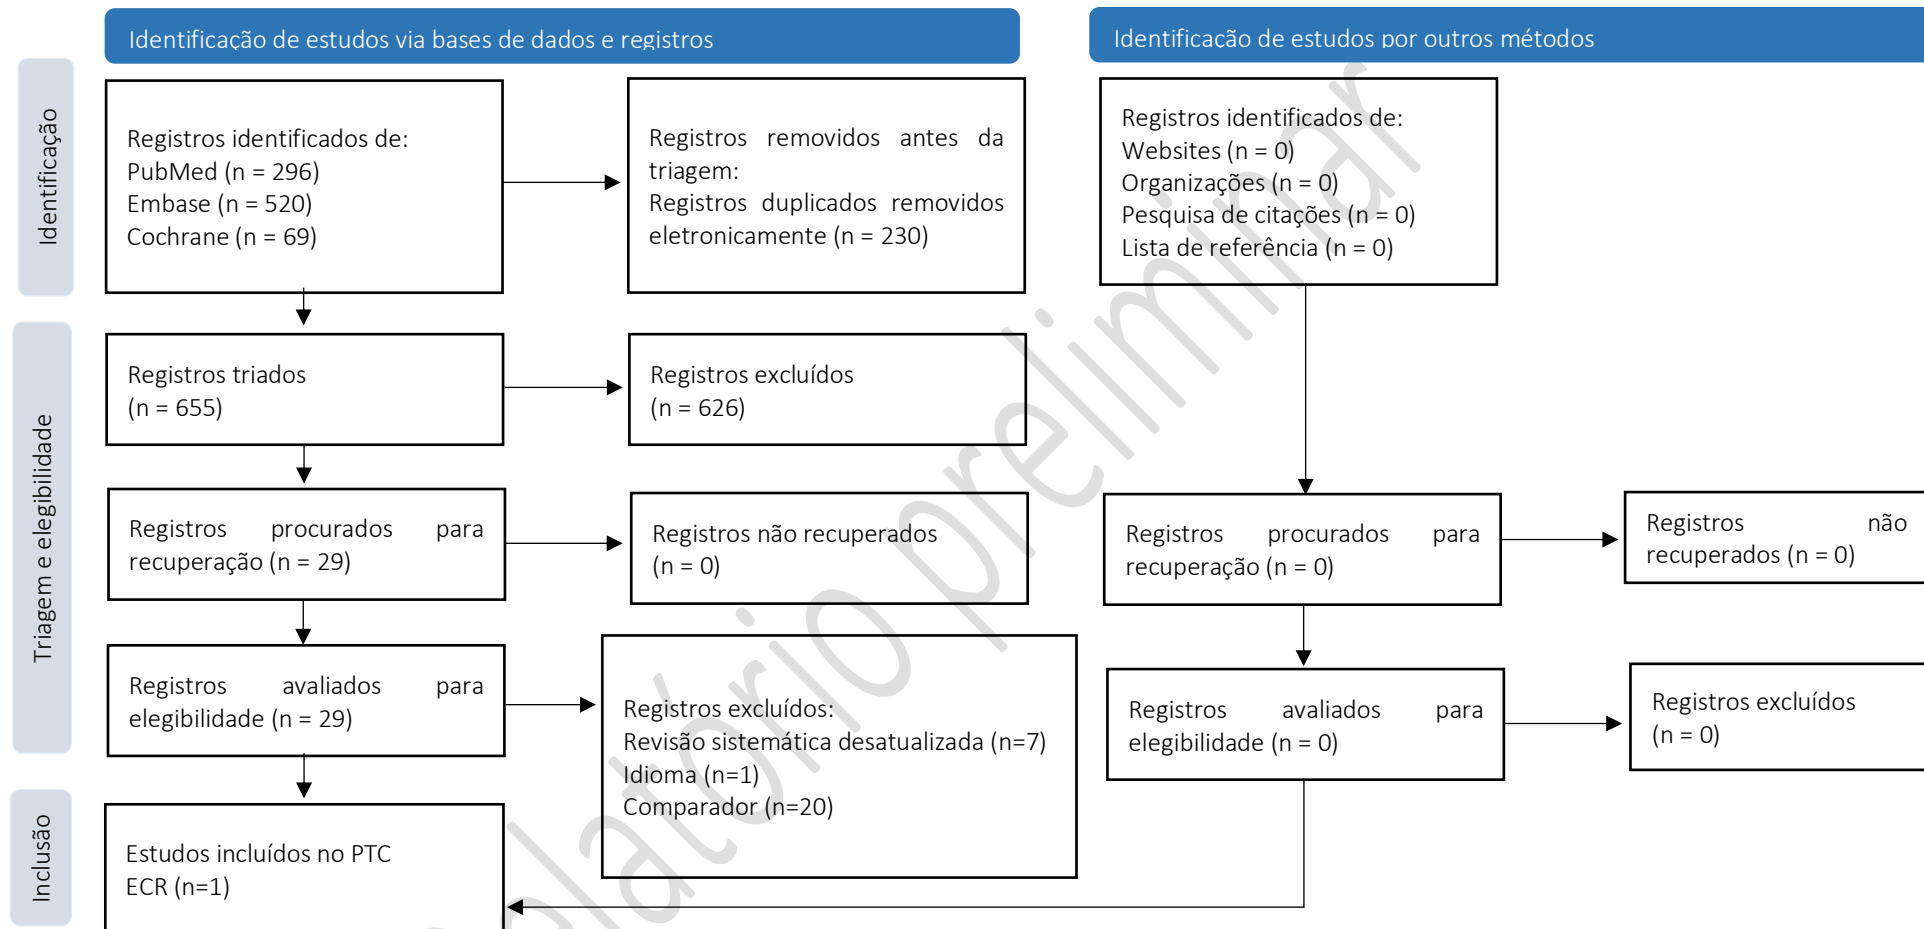 Identificação de estudos via bases de dados e registros
Identificação de estudos por outros métodos
Identificação
Registros identificados de:
PubMed (n = 296)
Embase (n = 520)
Cochrane (n = 69)
Registros removidos antes da
triagem:
Registros duplicados removidos
eletronicamente (n = 230)
Registros identificados de:
Websites (n = 0)
Organizações (n = 0)
Pesquisa de citações (n = 0)
Lista de referência (n = 0)
Triagem e elegibilidade
Registros triados
(n = 655)
Registros excluídos
(n = 626)
Registros procurados para
recuperação (n = 29)
Registros não recuperados
(n = 0)
Registros procurados para
recuperação (n = 0)
Registros não
recuperados (n = 0)
Registros avaliados para
elegibilidade (n = 29)
Registros excluídos:
Revisão sistemática desatualizada (n=7)
Idioma (n=1)
Comparador (n=20)
Registros avaliados para
elegibilidade (n = 0)
Registros excluídos
(n = 0)
Inclusão
Estudos incluídos no PTC
ECR (n=1)
preliminar